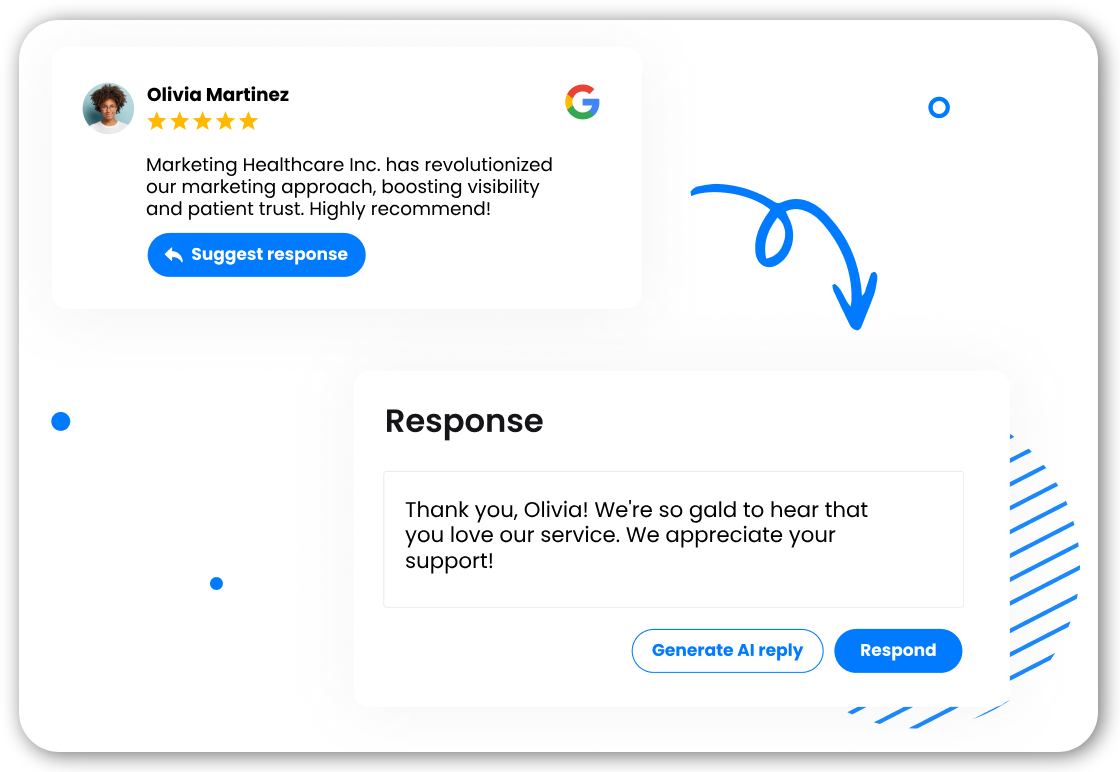 Olivia Martinez
Marketing Healthcare Inc. has revolutionized
our marketing approach, boosting visibility
and patient trust. Highly recommend!
Suggest response
Response
Thank you, Olivia! We're so gald to hear that
you love our service. We appreciate your
support!
Generate AI reply
Respond